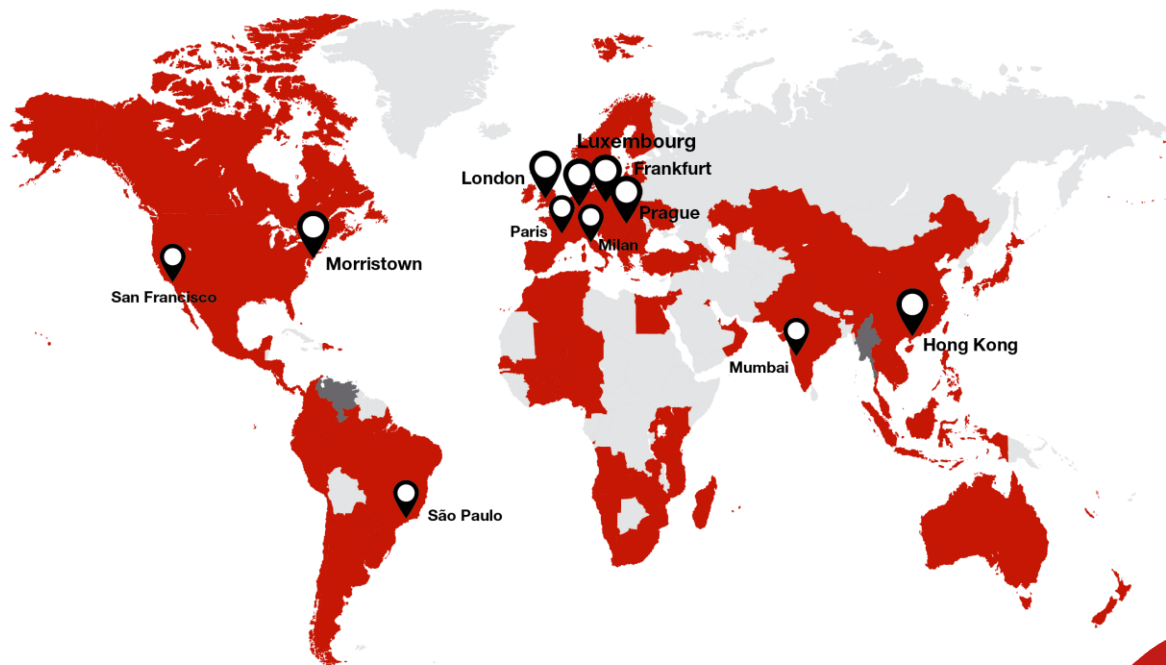 Luxembourg
London
Frankfurt
Paris
Prague
Milan
Morristown
San Francisco
Hong Kong
Mumbai
São Paulo